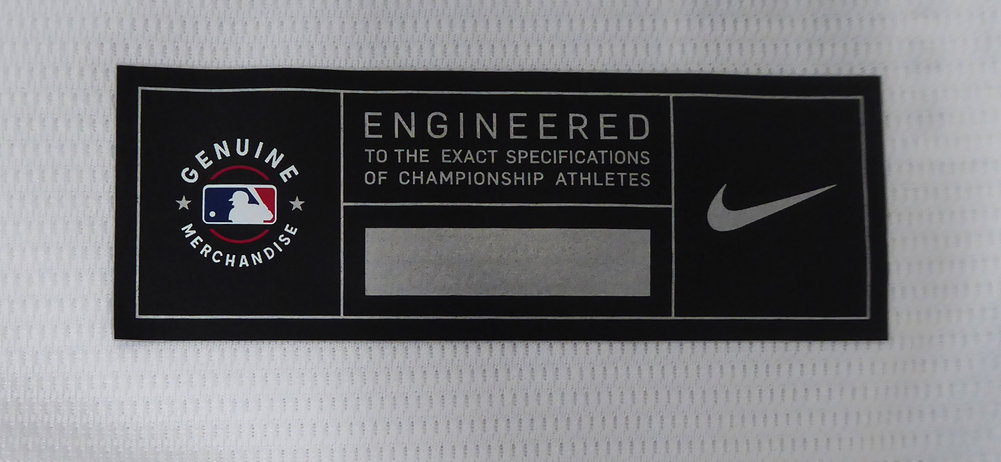 GENUINE
MERCHANDISE
ENGINEERED
TO THE EXACT SPECIFICATIONS
OF CHAMPIONSHIP ATHLETES